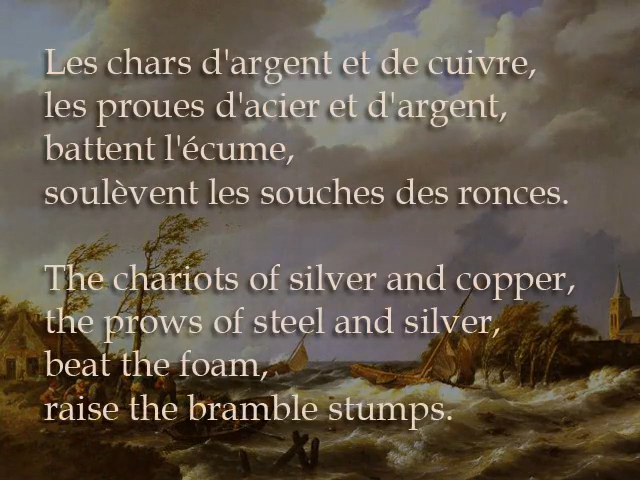 Les chars d'argent et de cuivre,
les proues d'acier et d'argent,
battent l'écume,
soulèvent les souches des ronces.
The chariots of silver and copper,
the prows of steel and silver,
beat the foam,
raise the bramble stumps.